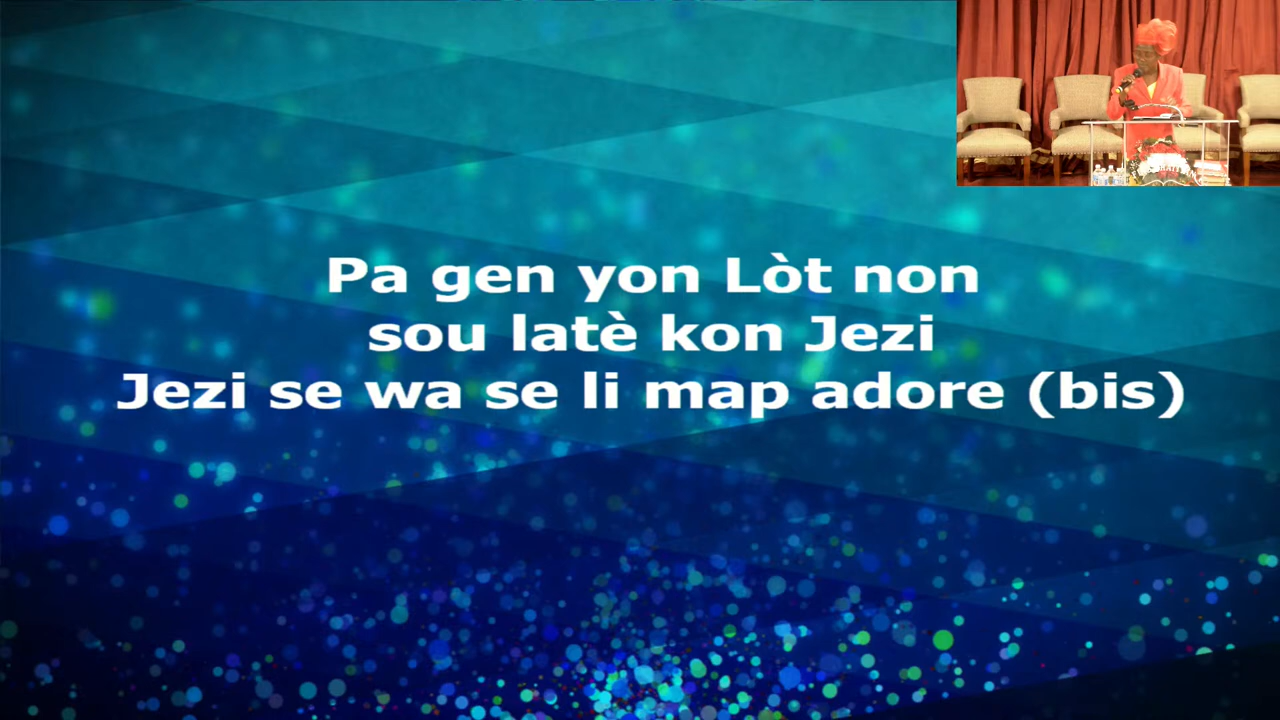 Pa gen yon Lòt non
sou latè kon Jezi
Jezi se wa se li map adore (bis)